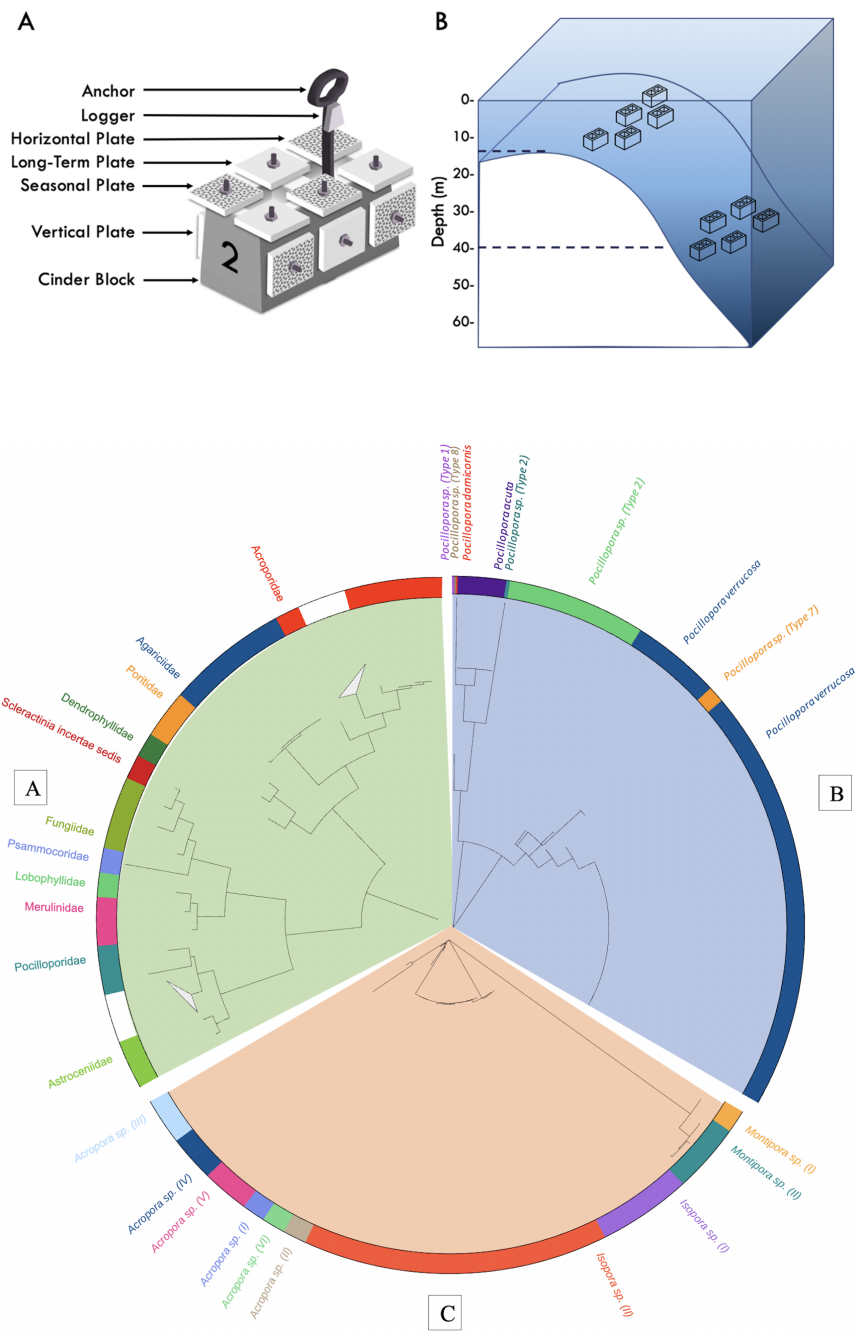 A
Anchor
Logger
Horizontal Plate
Long-Term Plate
Seasonal Plate
Vertical Plate
Cinder Block
2
B
Depth (m)
0-
10-
20-
30-
40-
50-
60-
Pocillopora sp. (Type 1)
Pocillopora sp. (Type 8)
Pocillopora damicornis
Pocillopora acuta
Pocillopora sp. (Type 2)
Pocillopora sp. (Type 2)
Pocillopora verrucosa
Pocillopora sp. (Type 7)
Pocillopora verrucosa
Acroporidae
Agariciidae
Poritidae
Dendrophyllidae
Scleractinia incertae sedis
A
Fungiidae
Psammocoridae
Lobophyllidae
Merulinidae
Pocilloporidae
Astroceniidae
B
Acropora sp. (III)
Acropora sp. (IV)
Acropora sp. (V)
Acropora sp. (I)
Acropora sp. (VI)
Acropora sp. (II)
Isopora sp. (II)
Isopora sp. (I)
Montipora sp. (II)
Montipora sp. (I)
C